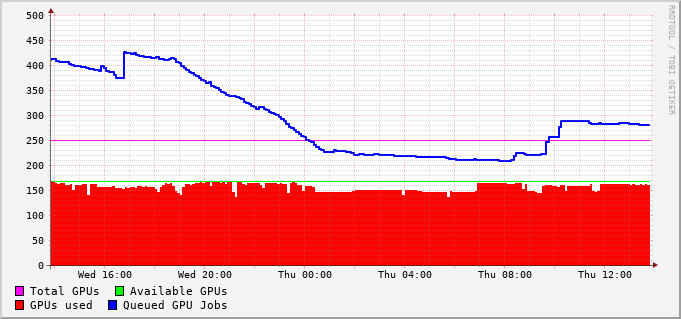 500
450
400
350
300
250
200
150
100
50
0
Wed 16:00 Wed 20:00 Thu 00:00 Thu 04:00 Thu 08:00 Thu 12:00
Total GPUs Available GPUs
GPUs used Queued GPU Jobs
RRDTOOL / TOBI OETIKER